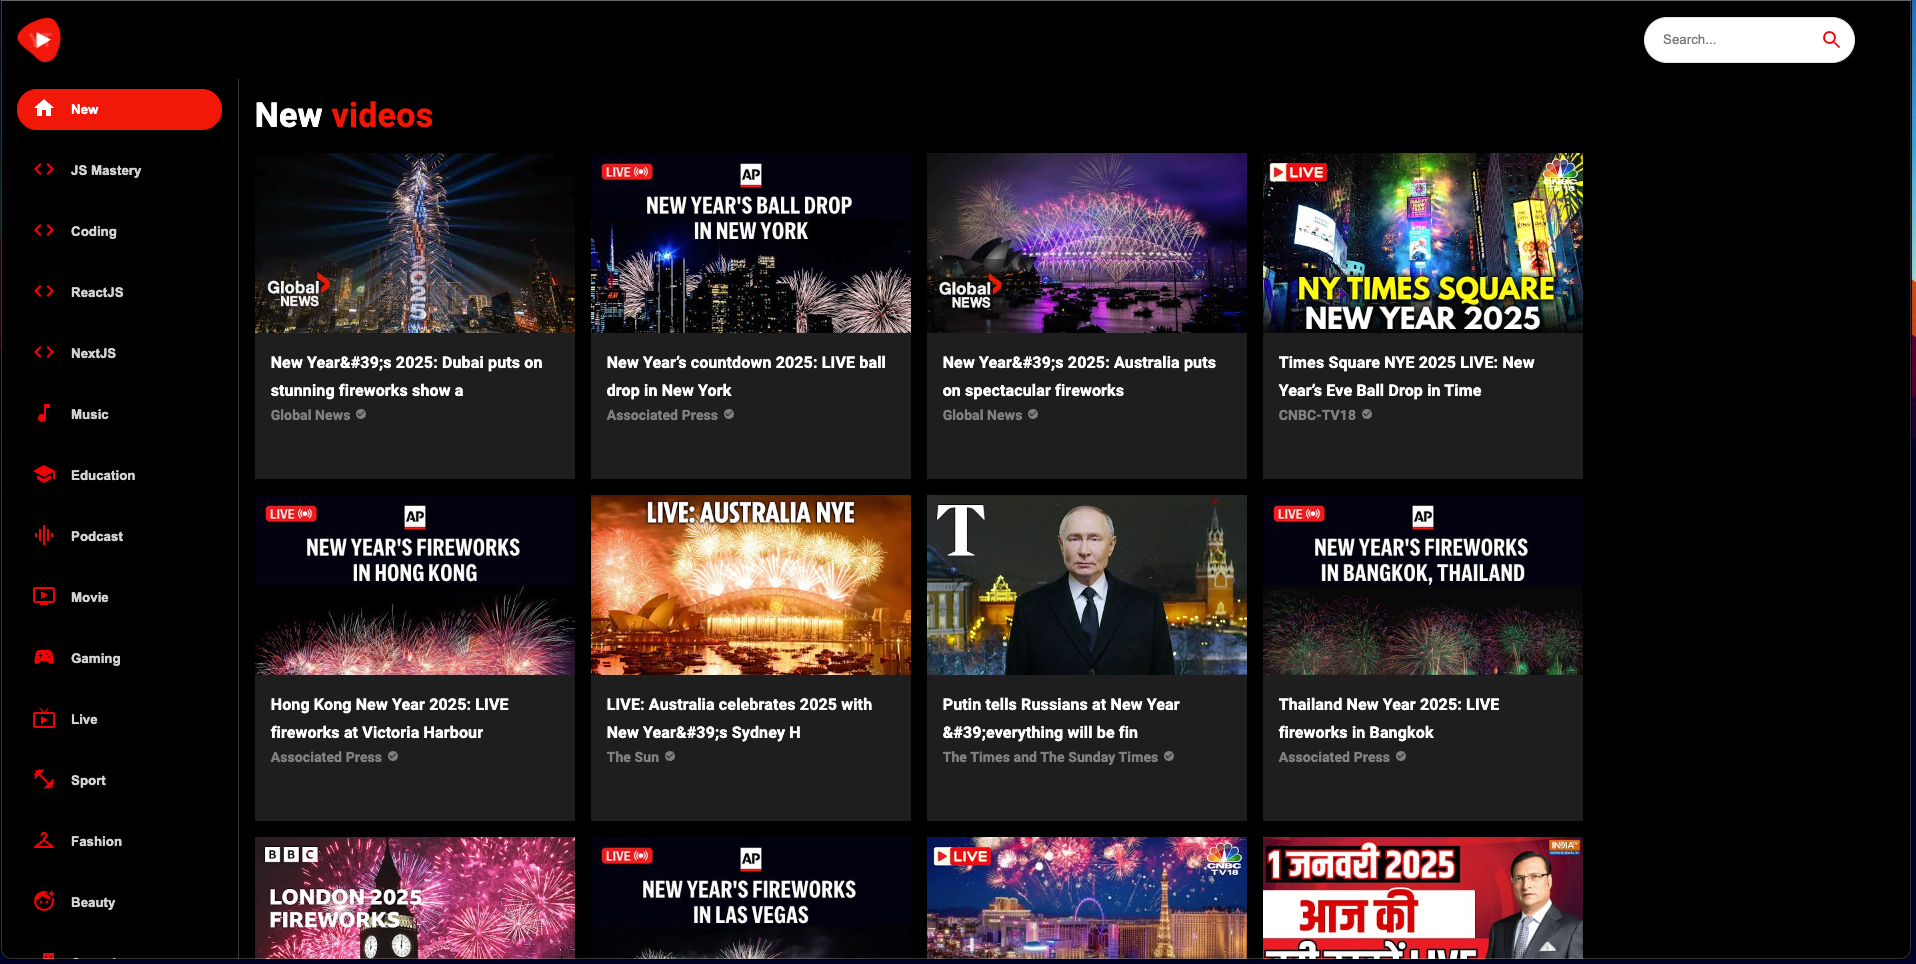 Search...
New
JS Mastery
Coding
ReactJS
NextJS
Music
Education
Podcast
Movie
Gaming
Live
Sport
Fashion
Beauty
New videos
Global
NEWS
2025
New Year&#39;s 2025: Dubai puts on
stunning fireworks show a
Global News
LIVE
AP
NEW YEAR'S BALL DROP
IN NEW YORK
New Year’s countdown 2025: LIVE ball
drop in New York
Associated Press
Global
NEWS
New Year&#39;s 2025: Australia puts
on spectacular fireworks
Global News
LIVE
CNBC
TV18
NY TIMES SQUARE
NEW YEAR 2025
Times Square NYE 2025 LIVE: New
Year’s Eve Ball Drop in Time
CNBC-TV18
LIVE
AP
NEW YEAR'S FIREWORKS
IN HONG KONG
Hong Kong New Year 2025: LIVE
fireworks at Victoria Harbour
Associated Press
LIVE: AUSTRALIA NYE
LIVE: Australia celebrates 2025 with
New Year&#39;s Sydney H
The Sun
T
Putin tells Russians at New Year
&#39;everything will be fin
The Times and The Sunday Times
LIVE
AP
NEW YEAR'S FIREWORKS
IN BANGKOK, THAILAND
Thailand New Year 2025: LIVE
fireworks in Bangkok
Associated Press
BBC
LONDON 2025
FIREWORKS
LIVE
AP
NEW YEAR'S FIREWORKS
IN LAS VEGAS
LIVE
CNBC
TV18
INDIA TV
1 जनवरी 2025
आज की
LIVE